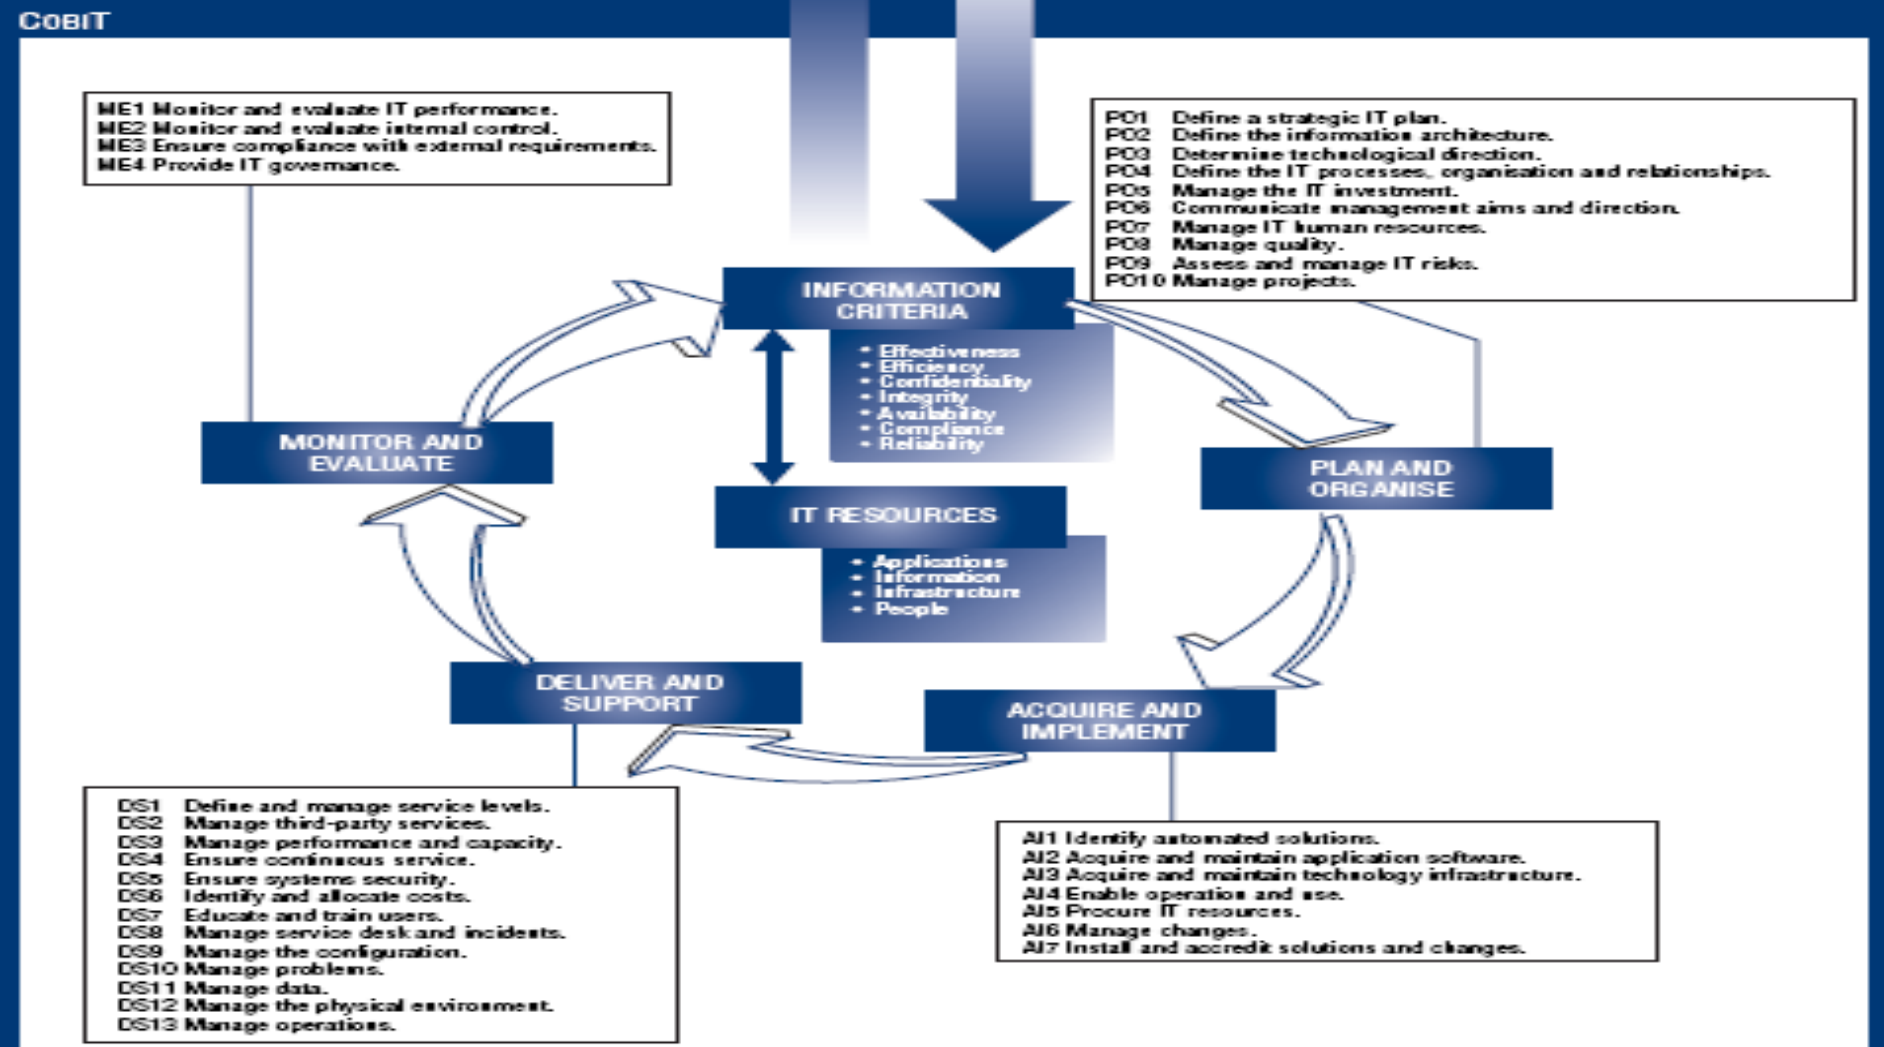 COBIT
ME1 Monitor and evaluate IT performance.
ME2 Monitor and evaluate internal control.
ME3 Ensure compliance with external requirements.
ME4 Provide IT governance.
PO1 Define a strategic IT plan.
PO2 Define the information architecture.
PO3 Determine technological direction.
PO4 Define the IT processes, organisation and relationships.
PO5 Manage the IT investment.
PO6 Communicate management aims and direction.
PO7 Manage IT human resources.
PO8 Manage quality.
PO9 Assess and manage IT risks.
PO10 Manage projects.
INFORMATION
CRITERIA
• Effectiveness
• Efficiency
• Confidentiality
• Integrity
• Availability
• Compliance
• Reliability
MONITOR AND
EVALUATE
PLAN AND
ORGANISE
IT RESOURCES
• Applications
• Information
• Infrastructure
• People
DELIVER AND
SUPPORT
ACQUIRE AND
IMPLEMENT
DS1 Define and manage service levels.
DS2 Manage third-party services.
DS3 Manage performance and capacity.
DS4 Ensure continuous service.
DS5 Ensure systems security.
DS6 Identify and allocate costs.
DS7 Educate and train users.
DS8 Manage service desk and incidents.
DS9 Manage the configuration.
DS10 Manage problems.
DS11 Manage data.
DS12 Manage the physical environment.
DS13 Manage operations.
AI1 Identify automated solutions.
AI2 Acquire and maintain application software.
AI3 Acquire and maintain technology infrastructure.
AI4 Enable operation and use.
AI5 Procure IT resources.
AI6 Manage changes.
AI7 Install and accredit solutions and changes.